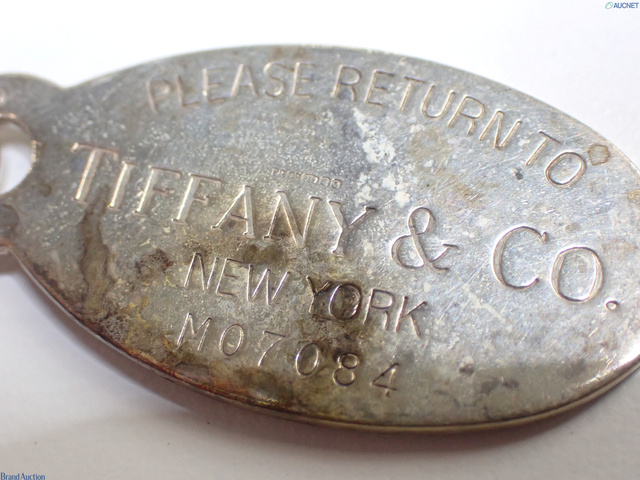 AUCNET
PLEASE RETURN TO
TIFFANY & CO.
NEW YORK
M07084
Brand Auction